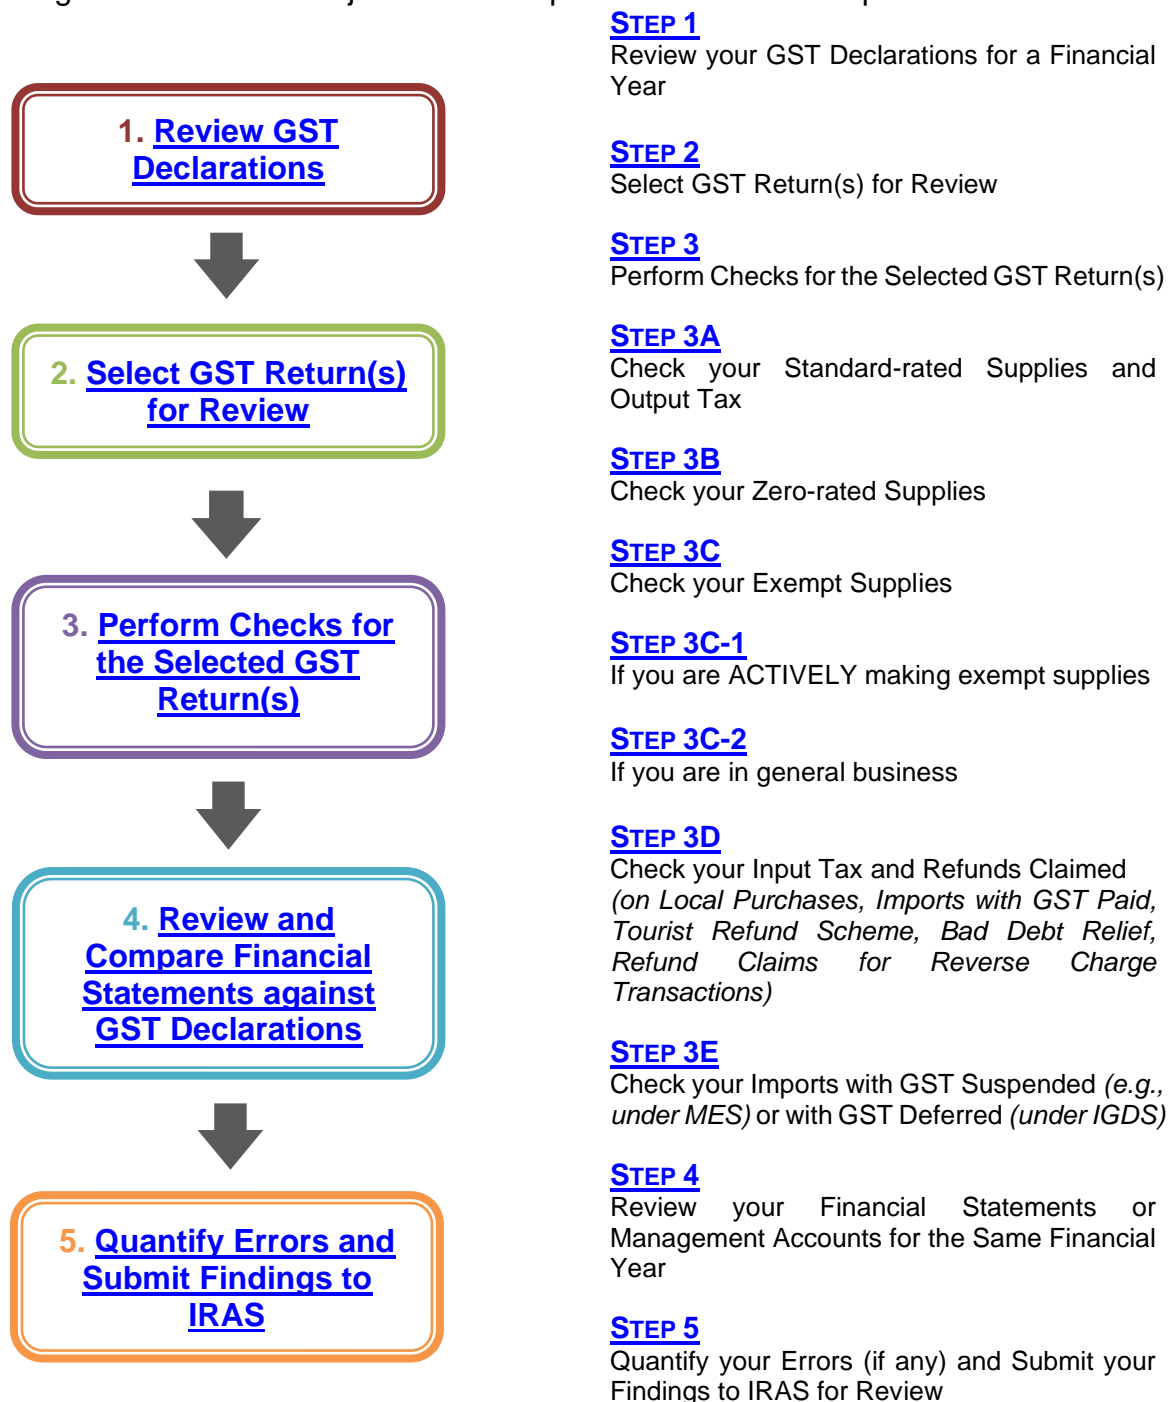 1. Review GST
Declarations
2. Select GST Return(s)
for Review
3. Perform Checks for
the Selected GST
Return(s)
4. Review and
Compare Financial
Statements against
GST Declarations
5. Quantify Errors and
Submit Findings to
IRAS
STEP 1
Review your GST Declarations for a Financial
Year
STEP 2
Select GST Return(s) for Review
STEP 3
Perform Checks for the Selected GST Return(s)
STEP 3A
Check your Standard-rated Supplies and
Output Tax
STEP 3B
Check your Zero-rated Supplies
STEP 3C
Check your Exempt Supplies
STEP 3C-1
If you are ACTIVELY making exempt supplies
STEP 3C-2
If you are in general business
STEP 3D
Check your Input Tax and Refunds Claimed
(on Local Purchases, Imports with GST Paid,
Tourist Refund Scheme, Bad Debt Relief,
Refund Claims for Reverse Charge
Transactions)
STEP 3E
Check your Imports with GST Suspended (e.g.,
under MES) or with GST Deferred (under IGDS)
STEP 4
Review your Financial Statements or
Management Accounts for the Same Financial
Year
STEP 5
Quantify your Errors (if any) and Submit your
Findings to IRAS for Review